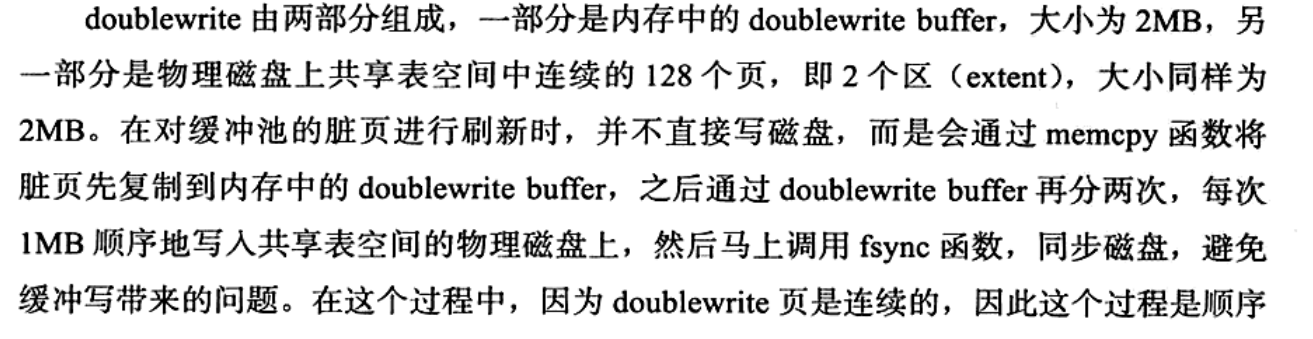 doublewrite 由两部分组成，一部分是内存中的 doublewrite buffer，大小为 2MB，另
一部分是物理磁盘上共享表空间中连续的 128 个页，即 2 个区（extent），大小同样为
2MB。在对缓冲池的脏页进行刷新时，并不直接写磁盘，而是会通过 memcpy 函数将
脏页先复制到内存中的 doublewrite buffer，之后通过 doublewrite buffer 再分两次，每次
1MB 顺序地写入共享表空间的物理磁盘上，然后马上调用 fsync 函数，同步磁盘，避免
缓冲写带来的问题。在这个过程中，因为 doublewrite 页是连续的，因此这个过程是顺序